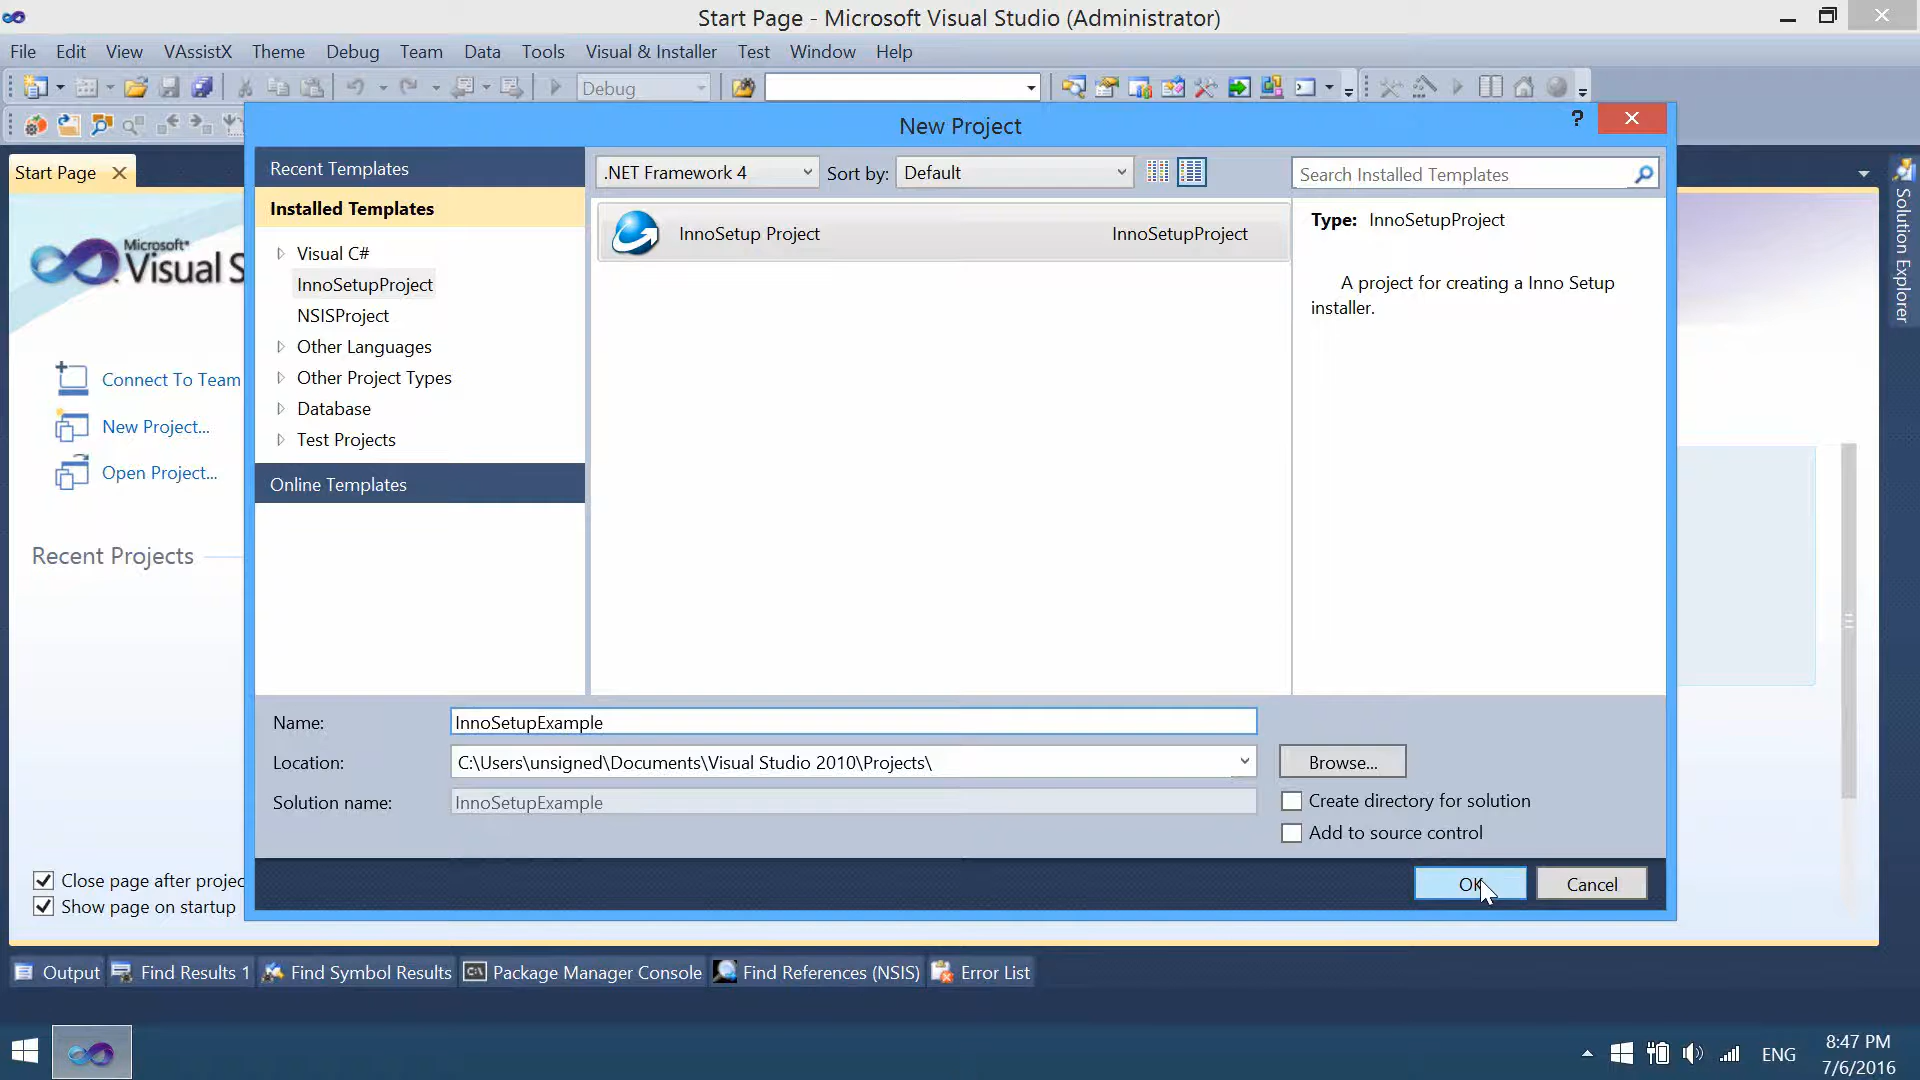 Start Page - Microsoft Visual Studio (Administrator)
File Edit View VAssistX Theme Debug Team Data Tools Visual & Installer Test Window Help
Debug
New Project
?
Start Page
Recent Templates
.NET Framework 4
Sort by: Default
Search Installed Templates
Installed Templates
Visual C#
InnoSetupProject
NSISProject
Other Languages
Other Project Types
Database
Test Projects
Online Templates
InnoSetup Project InnoSetupProject
Type: InnoSetupProject
A project for creating a Inno Setup
installer.
Solution Explorer
Microsoft®
Visual S
Connect To Team
New Project...
Open Project...
Recent Projects
Name: InnoSetupExample
Location: C:\Users\unsigned\Documents\Visual Studio 2010\Projects\
Browse...
Solution name: InnoSetupExample
Create directory for solution
Add to source control
OK Cancel
Close page after projec
Show page on startup
Output Find Results 1 Find Symbol Results Package Manager Console Find References (NSIS) Error List
ENG
8:47 PM
7/6/2016